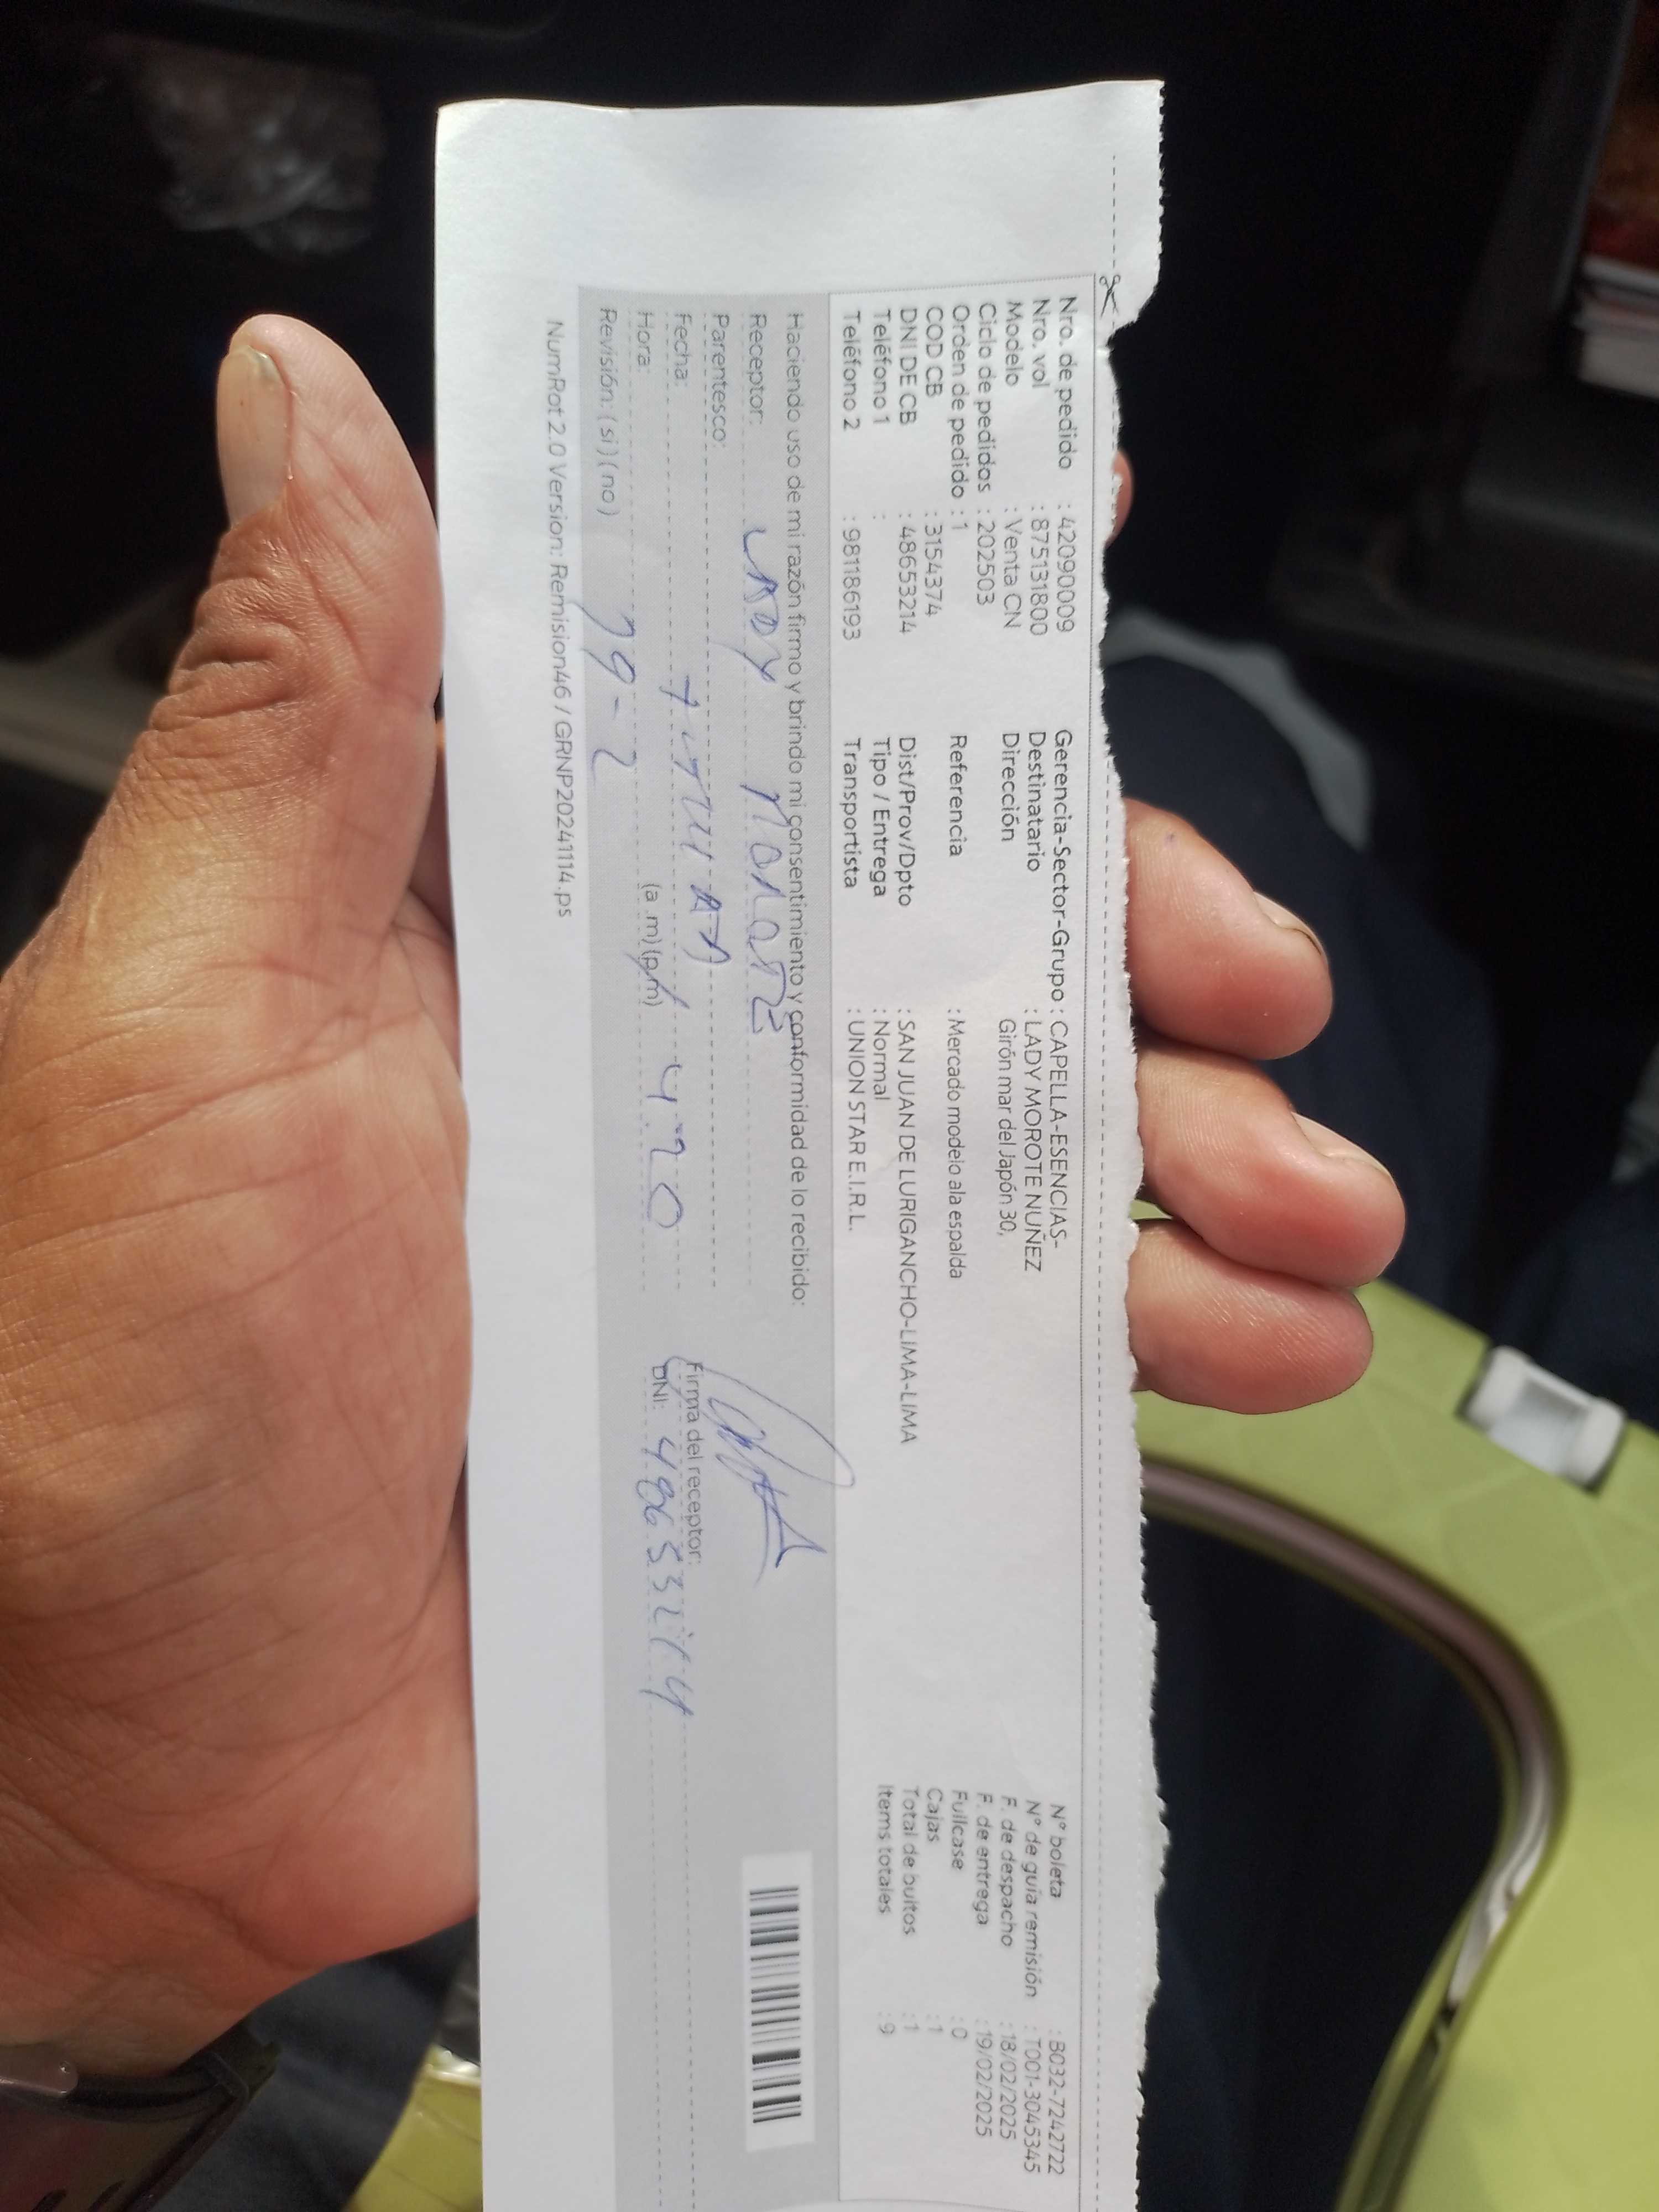 Nro. de pedido : 420900009 Gerencia-Sector-Grupo : CAPELLA-ESENCIAS- N° boleta : B032-7242722
Nro. vol : 875131800 Destinatario : LADY MOROTE NUÑEZ N° de guía remisión : T001-3045345
Modelo : Venta CN Dirección Girón mar del Japón 30, F. de despacho : 18/02/2025
Ciclo de pedidos : 202503 F. de entrega : 19/02/2025
Orden de pedido : 1 Referencia : Mercado modelo ala espalda Fullcase : 0
COD CB : 3154374 Cajas : 1
DNI DE CB : 48653214 Dist/Prov/Dpto : SAN JUAN DE LURIGANCHO-LIMA-LIMA Total de bultos : 1
Teléfono 1 : Tipo / Entrega : Normal Items totales : 9
Teléfono 2 : 981186193 Transportista : UNION STAR E.I.R.L.
Haciendo uso de mi razón firmo y brindo mi consentimiento y conformidad de lo recibido:
Receptor: LADY MOROTE
Parentesco: TITULAR
Fecha: Firma del receptor:
Hora: (a .m) (p.m) 4:20 DNI: 48653214
Revisión: (si) (no) 19-2
NumRot 2.0 Version: Remision46 / GRNP20241114.ps